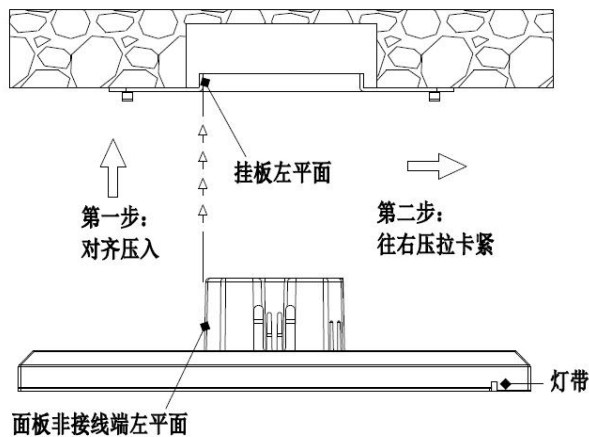 挂板左平面
第一步：
对齐压入
第二步：
往右压拉卡紧
灯带
面板非接线端左平面